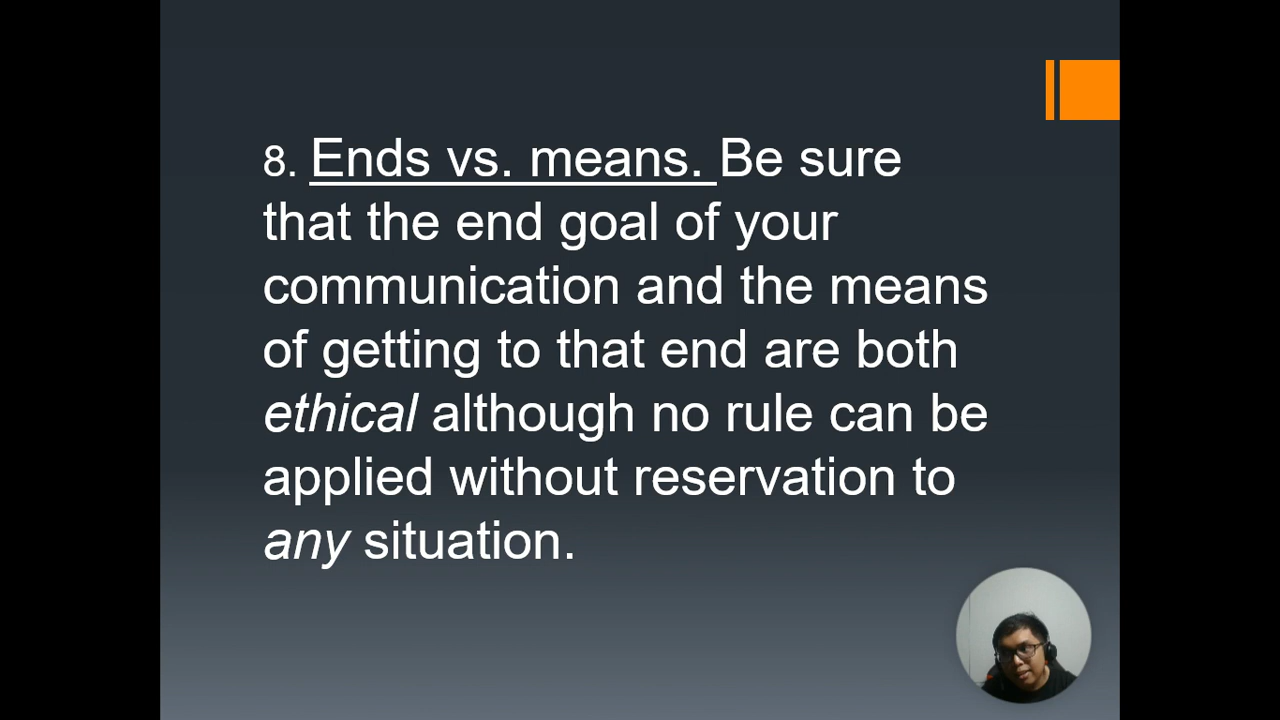 8. Ends vs. means. Be sure
that the end goal of your
communication and the means
of getting to that end are both
ethical although no rule can be
applied without reservation to
any situation.